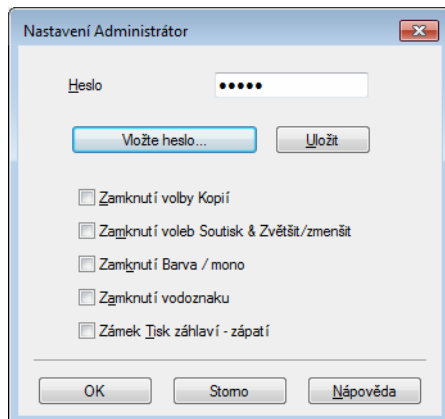 Nastavení Administrátor
Heslo •••••
Vložte heslo... Uložit
Zamknutí volby Kopií
Zamknutí voleb Soutisk & Zvětšit/zmenšit
Zamknutí Barva / mono
Zamknutí vodoznaku
Zámek Tisk záhlaví - zápatí
OK Storno Nápověda